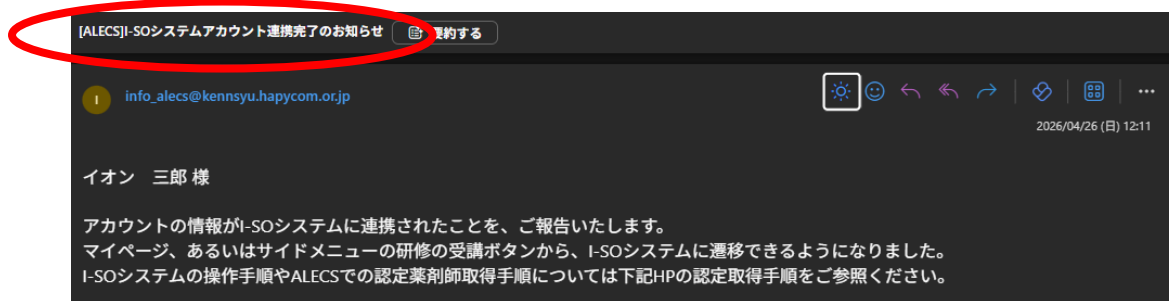 [ALECS]I-SOシステムアカウント連携完了のお知らせ 要約する
I info_alecs@kennsyu.hapycom.or.jp
2026/04/26 (日) 12:11
イオン 三郎 様
アカウントの情報がI-SOシステムに連携されたことを、ご報告いたします。
マイページ、あるいはサイドメニューの研修の受講ボタンから、I-SOシステムに遷移できるようになりました。
I-SOシステムの操作手順やALECSでの認定薬剤師取得手順については下記HPの認定取得手順をご参照ください。